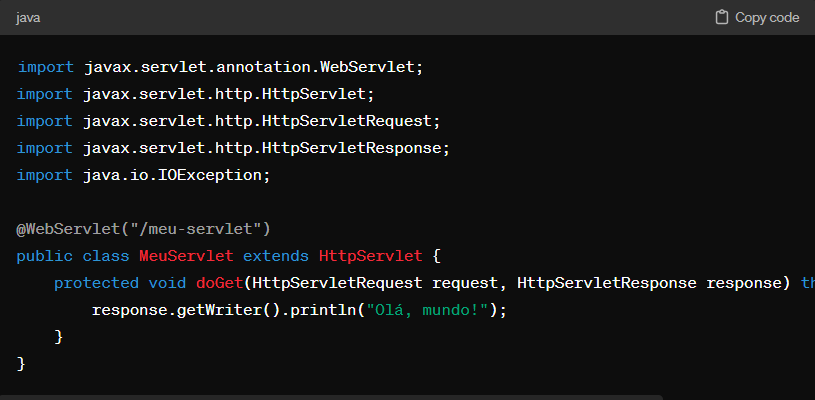 java
Copy code
import javax.servlet.annotation.WebServlet;
import javax.servlet.http.HttpServlet;
import javax.servlet.http.HttpServletRequest;
import javax.servlet.http.HttpServletResponse;
import java.io.IOException;
@WebServlet("/meu-servlet")
public class MeuServlet extends HttpServlet {
    protected void doGet(HttpServletRequest request, HttpServletResponse response) th
        response.getWriter().println("Olá, mundo!");
    }
}